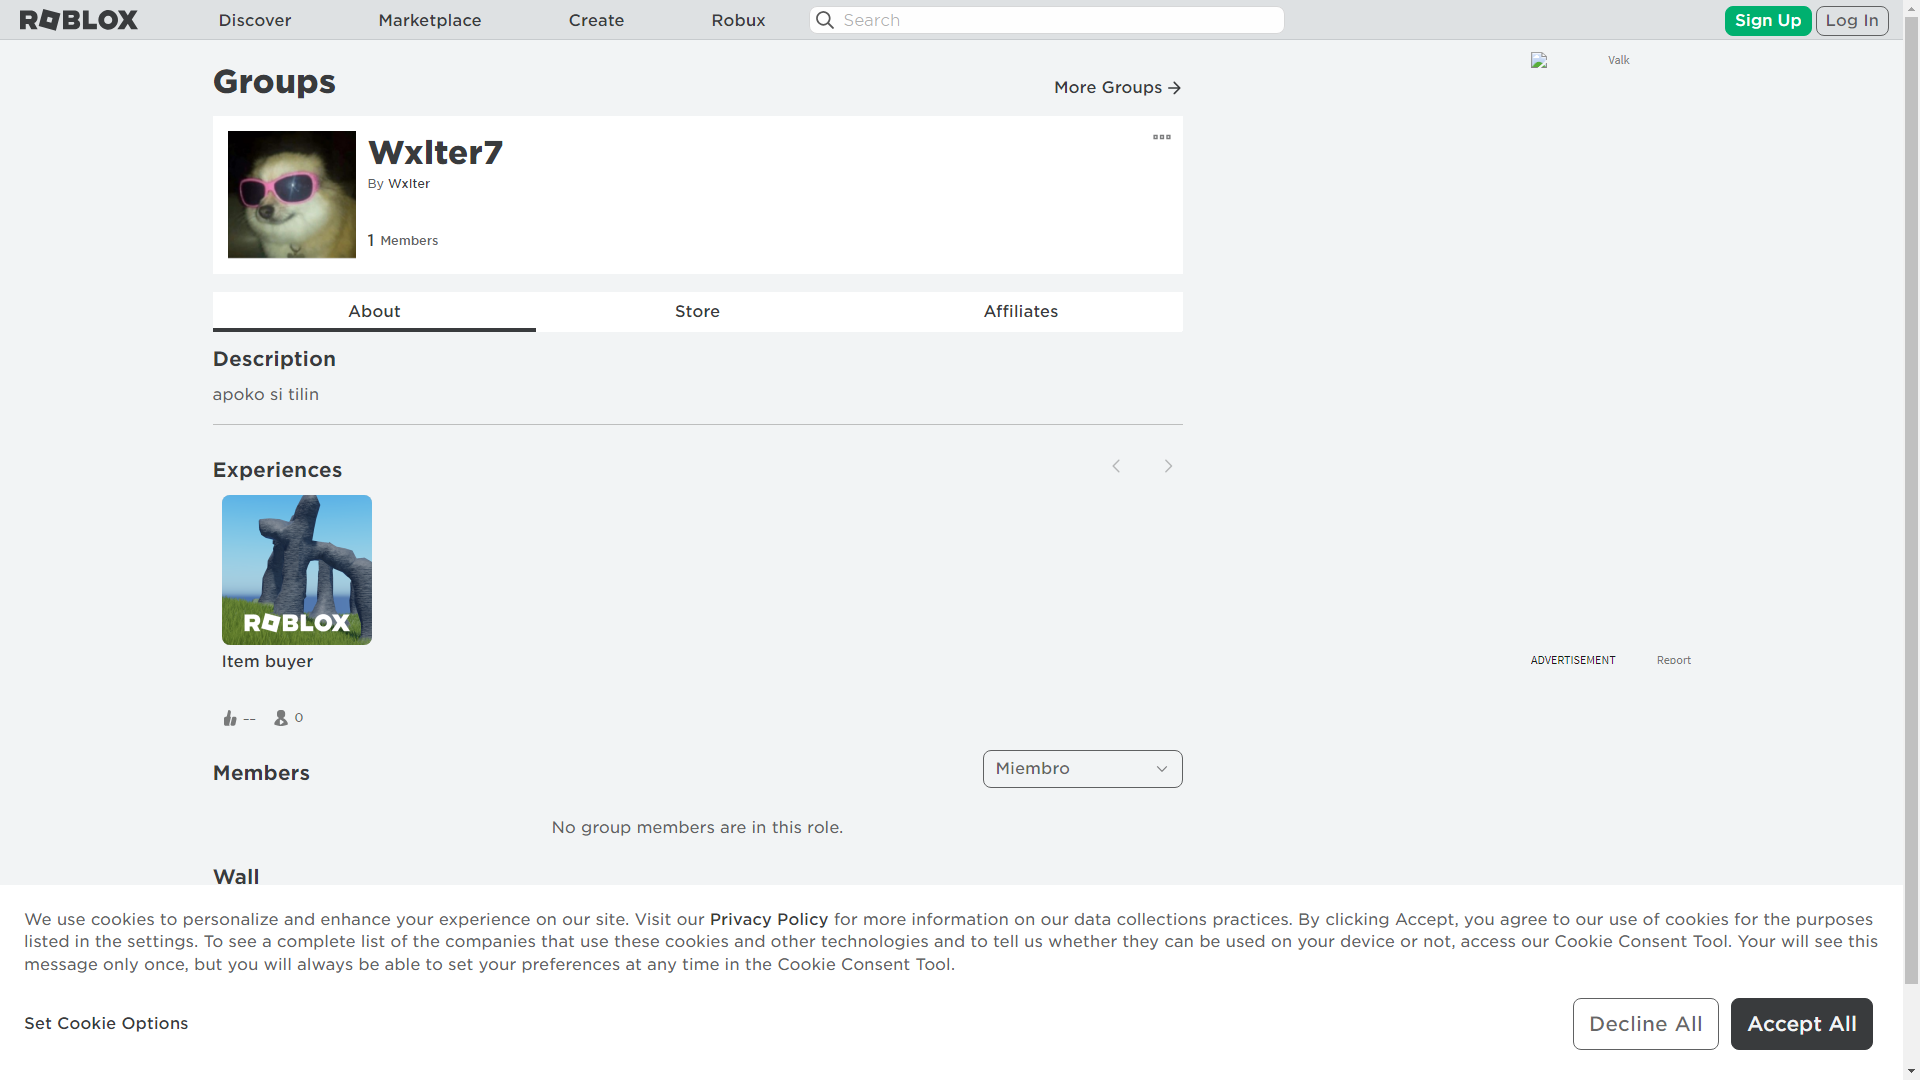 ROBLOX
Discover
Marketplace
Create
Robux
Search
Sign Up
Log In
Groups
More Groups
Valk
Wxlter7
By Wxlter
1 Members
About
Store
Affiliates
Description
apoko si tilin
Experiences
ROBLOX
Item buyer
-- 0
ADVERTISEMENT
Report
Members
Miembro
No group members are in this role.
Wall
We use cookies to personalize and enhance your experience on our site. Visit our Privacy Policy for more information on our data collections practices. By clicking Accept, you agree to our use of cookies for the purposes
listed in the settings. To see a complete list of the companies that use these cookies and other technologies and to tell us whether they can be used on your device or not, access our Cookie Consent Tool. Your will see this
message only once, but you will always be able to set your preferences at any time in the Cookie Consent Tool.
Set Cookie Options
Decline All
Accept All